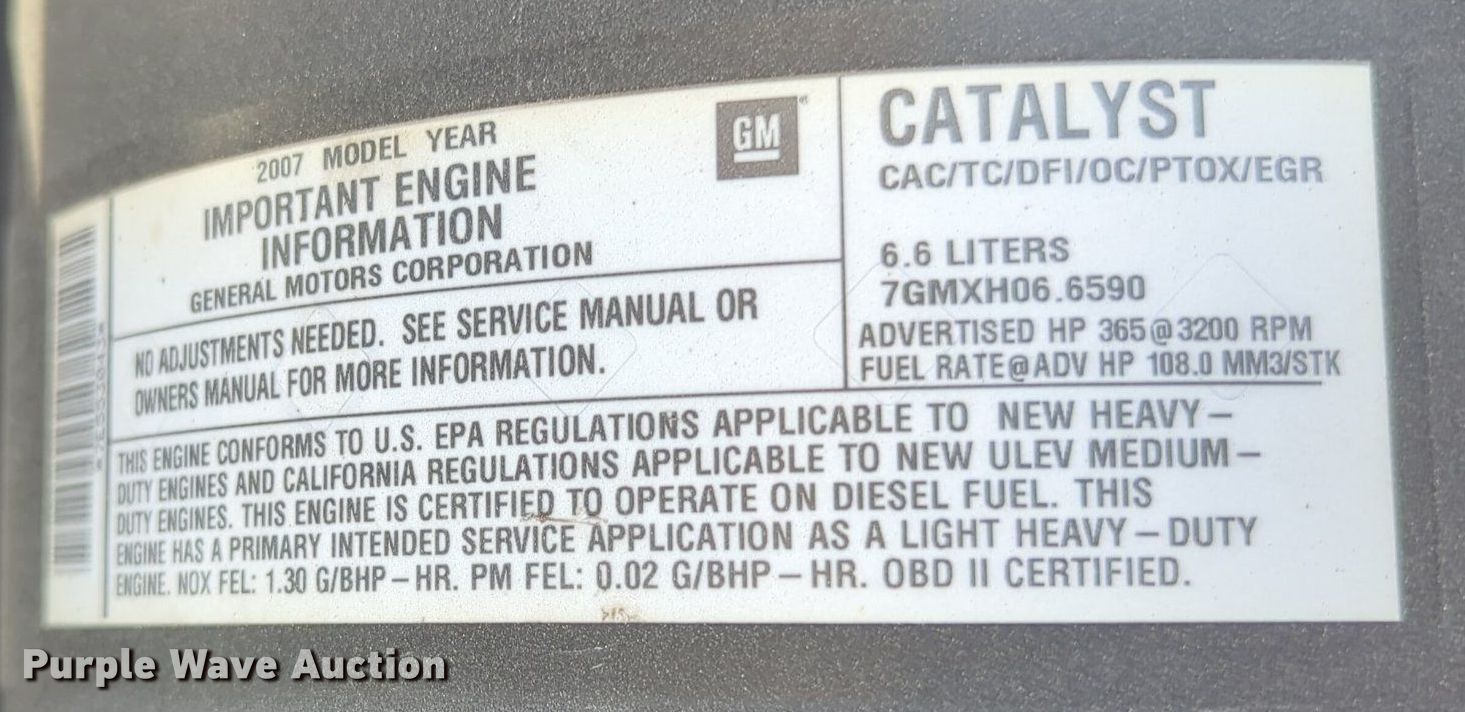 2007 MODEL YEAR
IMPORTANT ENGINE
INFORMATION
GENERAL MOTORS CORPORATION
GM
NO ADJUSTMENTS NEEDED. SEE SERVICE MANUAL OR
OWNERS MANUAL FOR MORE INFORMATION.
CATALYST
CAC/TC/DFI/OC/PTOX/EGR
6.6 LITERS
7GMXH06.6590
ADVERTISED HP 365@3200 RPM
FUEL RATE@ADV HP 108.0 MM3/STK
THIS ENGINE CONFORMS TO U.S. EPA REGULATIONS APPLICABLE TO NEW HEAVY–
DUTY ENGINES AND CALIFORNIA REGULATIONS APPLICABLE TO NEW ULEV MEDIUM–
DUTY ENGINES. THIS ENGINE IS CERTIFIED TO OPERATE ON DIESEL FUEL. THIS
ENGINE HAS A PRIMARY INTENDED SERVICE APPLICATION AS A LIGHT HEAVY–DUTY
ENGINE. NOX FEL: 1.30 G/BHP–HR. PM FEL: 0.02 G/BHP–HR. OBD II CERTIFIED.
Purple Wave Auction